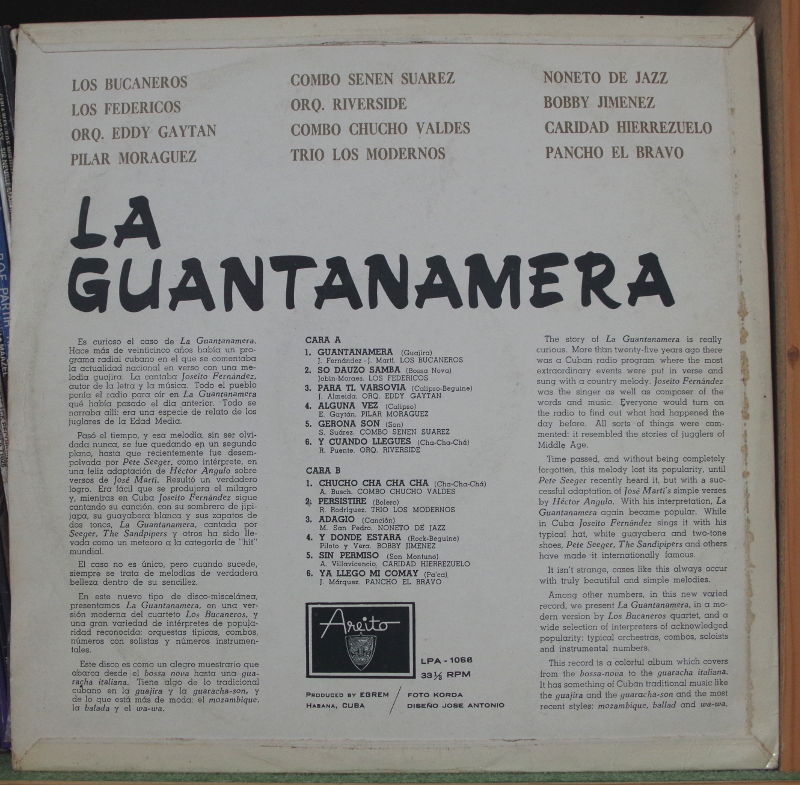 LOS BUCANEROS
LOS FEDERICOS
ORQ. EDDY GAYTAN
PILAR MORAGUEZ
COMBO SENEN SUAREZ
ORQ. RIVERSIDE
COMBO CHUCHO VALDES
TRIO LOS MODERNOS
NONETO DE JAZZ
BOBBY JIMENEZ
CARIDAD HIERREZUELO
PANCHO EL BRAVO
LA
GUANTANAMERA
Es curioso el caso de La Guantanamera.
Hace más de veinticinco años había un pro-
grama radial cubano en el que se comentaba
la actualidad nacional en verso con una me-
lodía guajira: La cantaba Joseíto Fernández,
autor de la letra y la música. Todo el pueblo
ponía el radio para oír en La Guantanamera
qué había pasado el día anterior. Todo se
narraba allí: era una especie de relato de los
juglares de la Edad Media.
Pasó el tiempo, y esa melodía, sin ser olvi-
dada nunca, se fue quedando en un segundo
plano, hasta que recientemente fue desem-
polvada por Pete Seeger, como intérprete, en
una feliz adaptación de Héctor Angulo sobre
versos de José Martí. Resultó un verdadero
logro. Era fácil que se produjera el milagro
y, mientras en Cuba Joseíto Fernández sigue
cantando su canción, con su sombrero de jipi-
japa, su guayabera blanca y sus zapatos de
dos tonos, La Guantanamera, cantada por
Seeger, The Sandpipers y otros ha sido lle-
vada como un meteoro a la categoría de "hit"
mundial.
El caso no es único, pero cuando sucede,
siempre se trata de melodías de verdadera
belleza dentro de su sencillez.
En este nuevo tipo de disco-miscelánea,
presentamos La Guantanamera, en una ver-
sión moderna del cuarteto Los Bucaneros, y
una gran variedad de intérpretes de popula-
ridad reconocida: orquestas típicas, combos,
números con solistas y números instrumen-
tales.
Este disco es como un alegre muestrario que
abarca desde el bossa nova hasta una gua-
racha italiana. Tiene algo de lo tradicional
cubano en la guajira y la guaracha-son, y
de lo que está más de moda: el mozambique,
la balada y el wa-wa.
CARA A
1. GUANTANAMERA (Guajira)
J. Fernández - J. Martí. LOS BUCANEROS
2. SO DAUZO SAMBA (Bossa Nova)
Jobin-Moraes. LOS FEDERICOS
3. PARA TI, VARSOVIA (Calipso-Beguine)
J. Almeida. ORQ. EDDY GAYTAN
4. ALGUNA VEZ (Calipso)
E. Gaytán. PILAR MORAGUEZ
5. GERONA SON (Son)
S. Suárez. COMBO SENEN SUAREZ
6. Y CUANDO LLEGUES (Cha-Cha-Chá)
R. Puente. ORQ. RIVERSIDE
CARA B
1. CHUCHO CHA CHA CHA (Cha-Cha-Chá)
A. Busch. COMBO CHUCHO VALDES
2. PERSISTIRE (Bolero)
R. Rodríguez. TRIO LOS MODERNOS
3. ADAGIO (Canción)
M. San Pedro. NONETO DE JAZZ
4. Y DONDE ESTARA (Rock-Beguine)
Piloto y Vera. BOBBY JIMENEZ
5. SIN PERMISO (Son Montuno)
A. Villavicencio. CARIDAD HIERREZUELO
6. YA LLEGO MI COMAY (Pa'ca)
J. Márquez. PANCHO EL BRAVO
Areito
LPA - 1066
33⅓ RPM
PRODUCED BY EGREM
HABANA, CUBA
FOTO KORDA
DISEÑO JOSE ANTONIO
The story of La Guantanamera is really
curious. More than twenty-five years ago there
was a Cuban radio program where the most
extraordinary events were put in verse and
sung with a country melody. Joseito Fernández
was the singer as well as composer of the
words and music. Everyone would turn on
the radio to find out what had happened the
day before. All sorts of things were com-
mented: it resembled the stories of jugglers of
Middle Age.
Time passed, and without being completely
forgotten, this melody lost its popularity, until
Pete Seeger recently heard it, but with a suc-
cessful adaptation of José Martí's simple verses
by Héctor Angulo. With his interpretation, La
Guantanamera again became popular. While
in Cuba Joseíto Fernández sings it with his
typical hat, white guayabera and two-tone
shoes, Pete Seeger, The Sandpipers and others
have made it internationally famous.
It isn't strange, cases like this always occur
with truly beautiful and simple melodies.
Among other numbers, in this new varied
record, we present La Guantanamera, in a mo-
dern version by Los Bucaneros quartet, and a
wide selection of interpreters of acknowledged
popularity: typical orchestras, combos, soloists
and instrumental numbers.
This record is a colorful album which covers
from the bossa-nova to the guaracha italiana.
It has something of Cuban traditional music like
the guajira and the guaracha-son and the most
recent styles: mozambique, ballad and wa-wa.